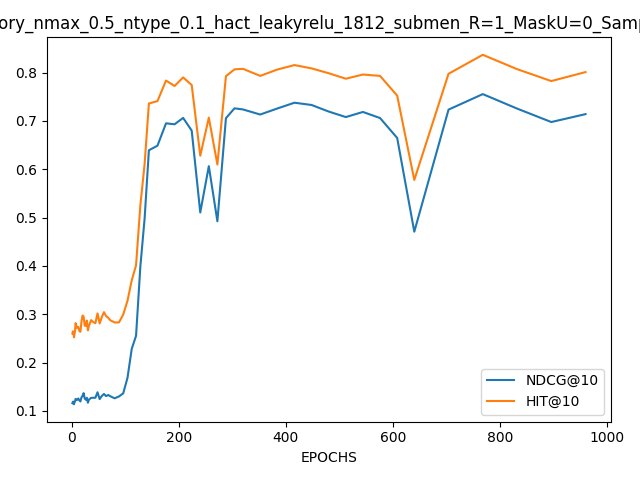 ory_nmax_0.5_ntype_0.1_hact_leakyrelu_1812_submen_R=1_MaskU=0_Samp
0.8
0.7
0.6
0.5
0.4
0.3
0.2
0.1
NDCG@10
HIT@10
0 200 400 600 800 1000
EPOCHS